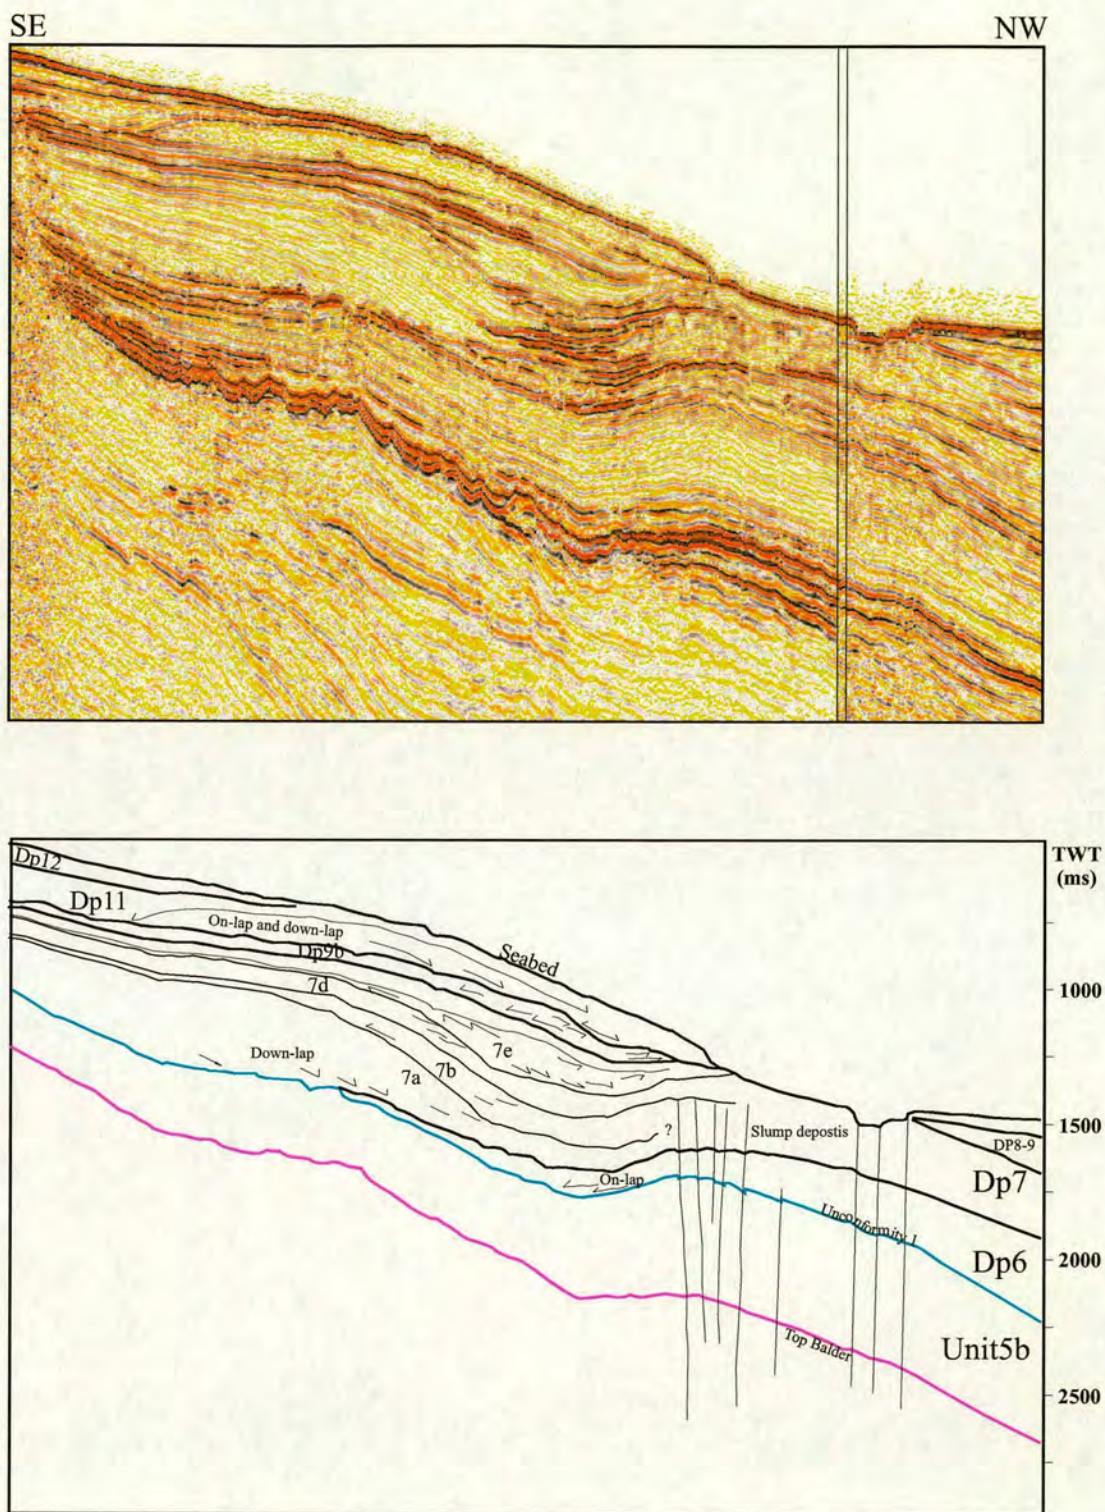 SE
NW
TWT
(ms)
Dp12
Dp11
On-lap and down-lap
Dp9b
Seabed
7d
1000
7e
Down-lap
7a
7b
?
Slump depostis
1500
DP8-9
On-lap
Dp7
Unconformity 1
Dp6
2000
Top Balder
Unit5b
2500